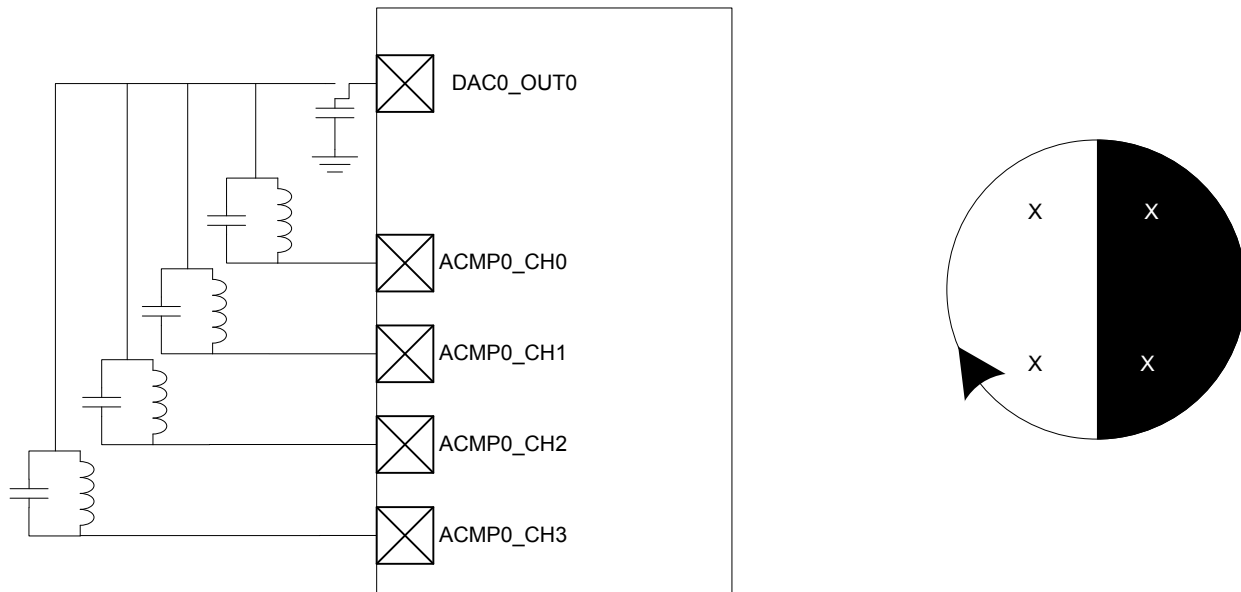 DAC0_OUT0
X X
ACMP0_CH0
ACMP0_CH1
X X
ACMP0_CH2
ACMP0_CH3